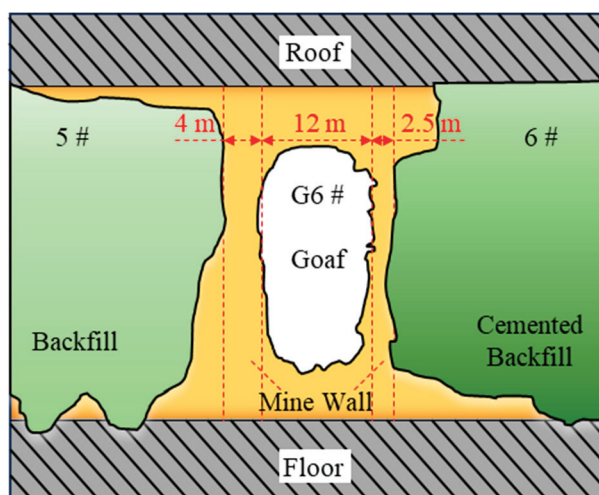 Roof
4 m
12 m
2.5 m
5 #
6 #
G6 #
Goaf
Backfill
Cemented
Backfill
Mine Wall
Floor